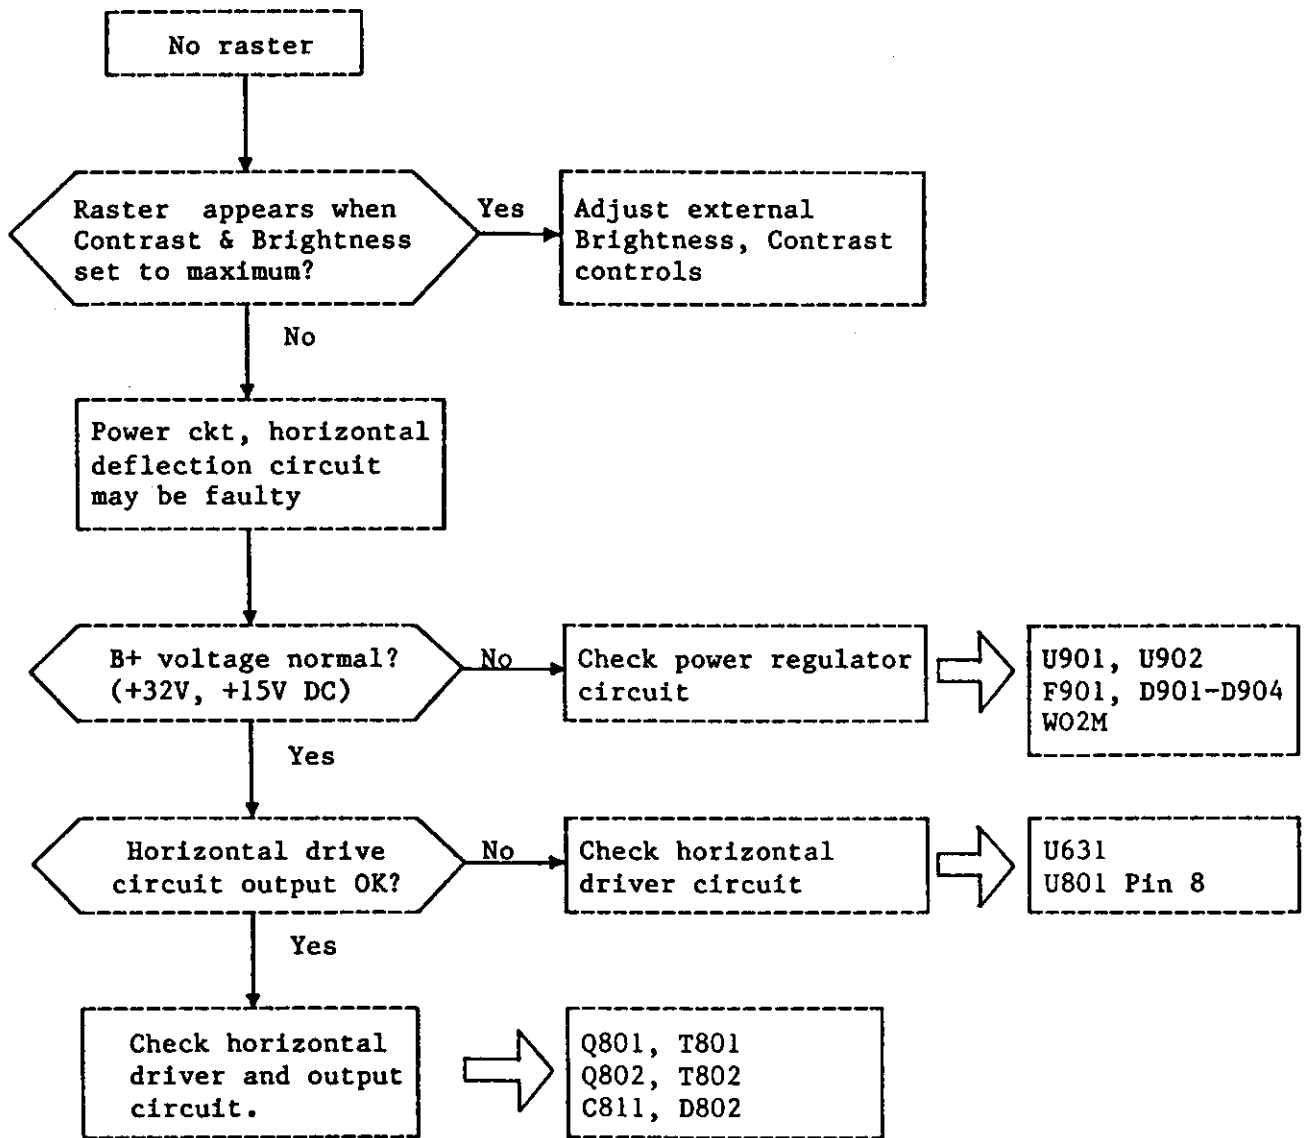 No raster
Raster appears when
Contrast & Brightness
set to maximum?
Yes
Adjust external
Brightness, Contrast
controls
No
Power ckt, horizontal
deflection circuit
may be faulty
B+ voltage normal?
(+32V, +15V DC)
No
Check power regulator
circuit
U901, U902
F901, D901-D904
W02M
Yes
Horizontal drive
circuit output OK?
No
Check horizontal
driver circuit
U631
U801 Pin 8
Yes
Check horizontal
driver and output
circuit.
Q801, T801
Q802, T802
C811, D802